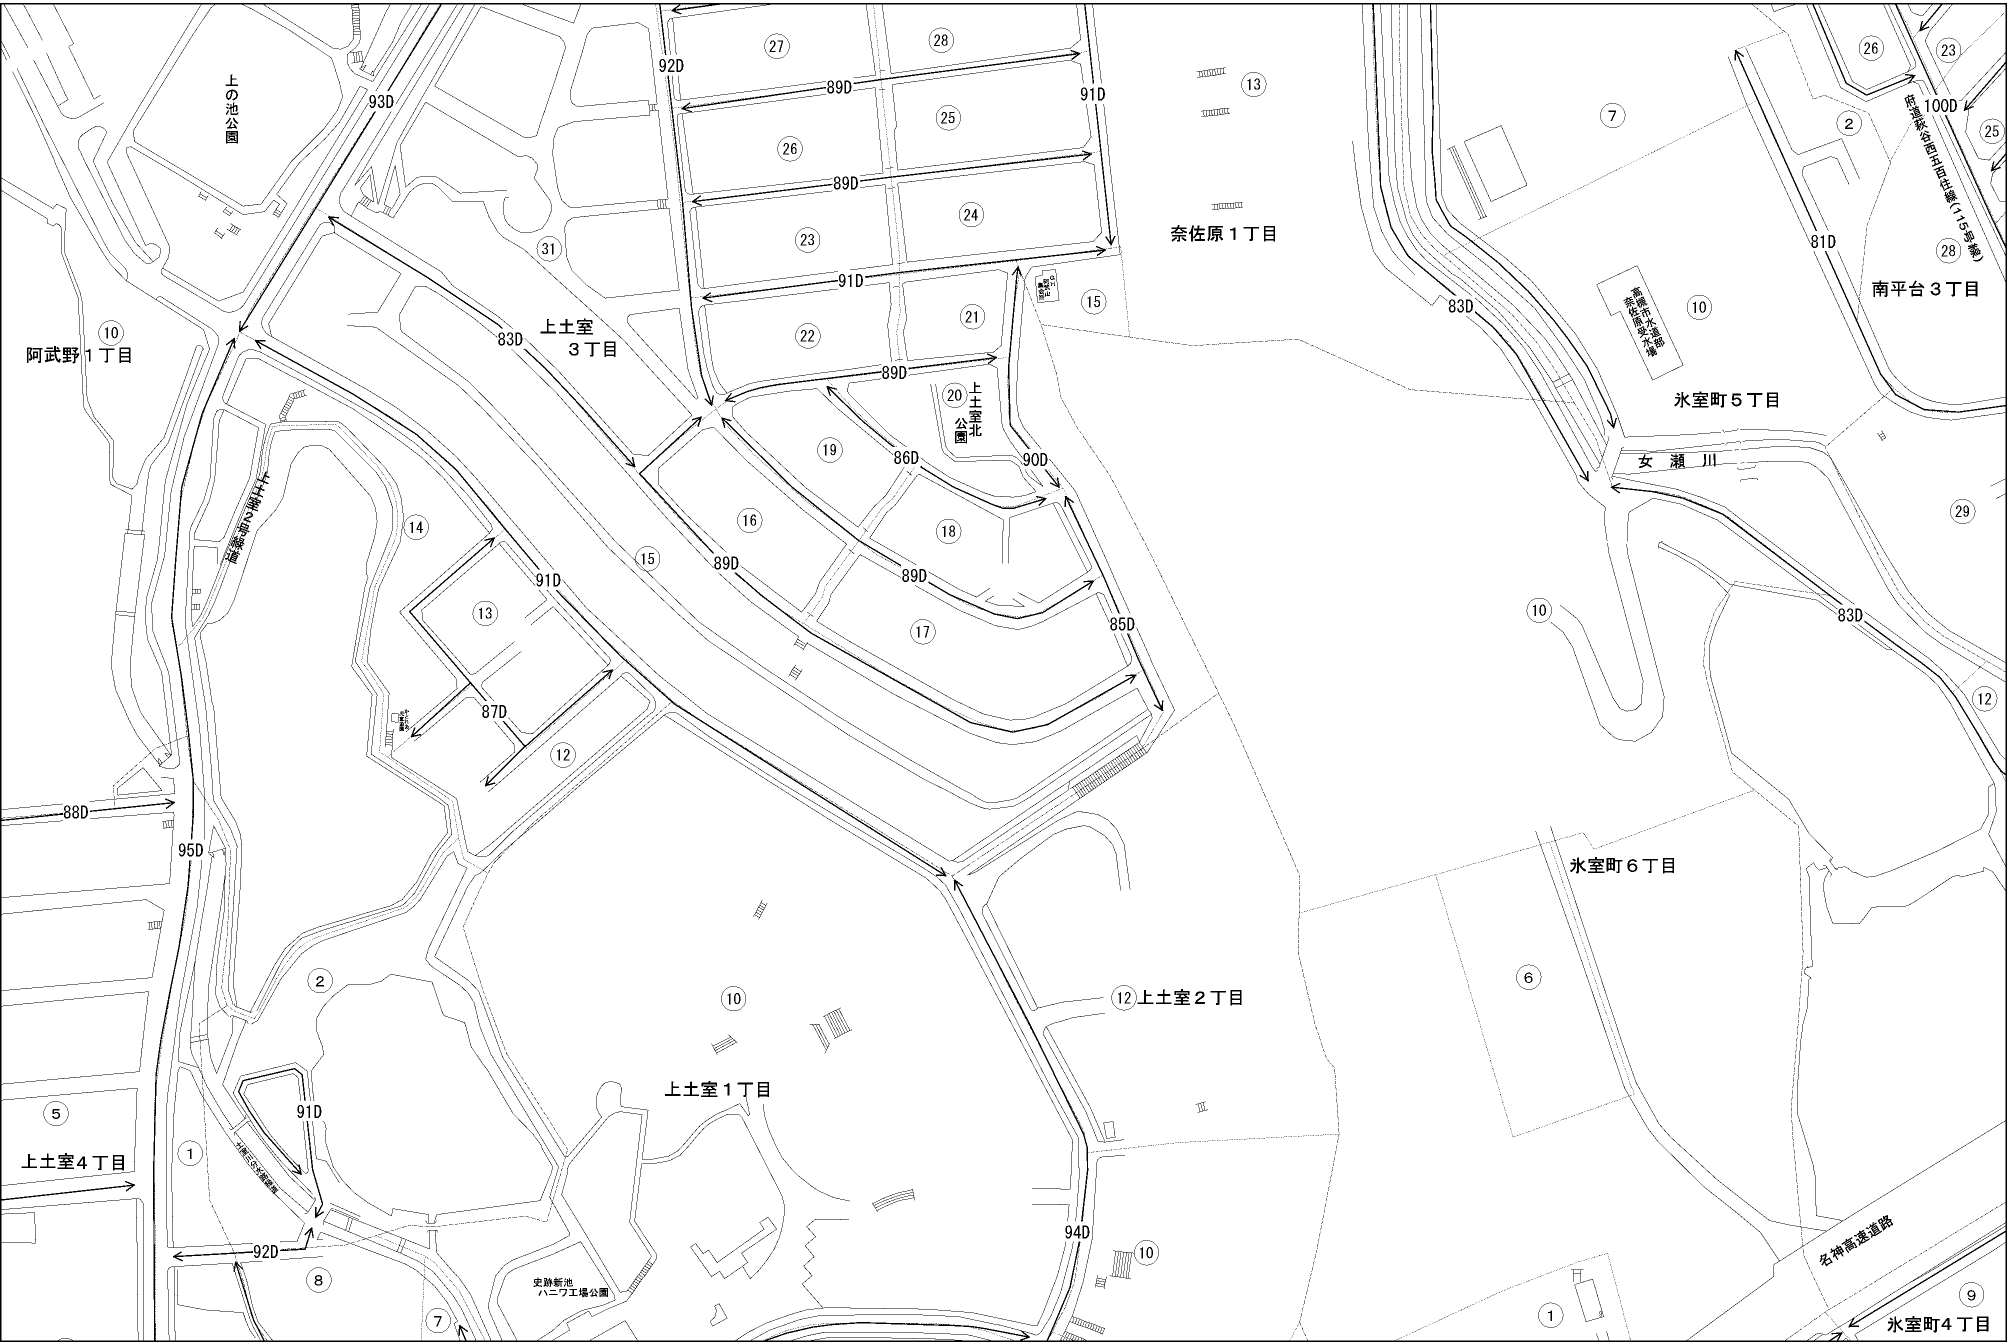 27
28
92D
89D
91D
93D
上の池公園
25
26
89D
24
23
31
91D
13
奈佐原１丁目
15
22
21
89D
10
阿武野１丁目
83D
上土室
３丁目
20
上土室北
公園
19
86D
90D
16
18
89D
89D
17
85D
15
14
上土室2号緑道
91D
13
87D
12
88D
95D
2
10
上土室１丁目
12
上土室２丁目
91D
5
上土室４丁目
1
92D
8
7
史跡新池
ハニワ工場公園
94D
10
7
26
23
100D
府道萩谷西五百住線(115号線)
2
25
81D
28
南平台３丁目
83D
高槻市水道部
奈佐原受水場
10
氷室町５丁目
女瀬川
29
10
83D
12
氷室町６丁目
6
名神高速道路
1
9
氷室町４丁目